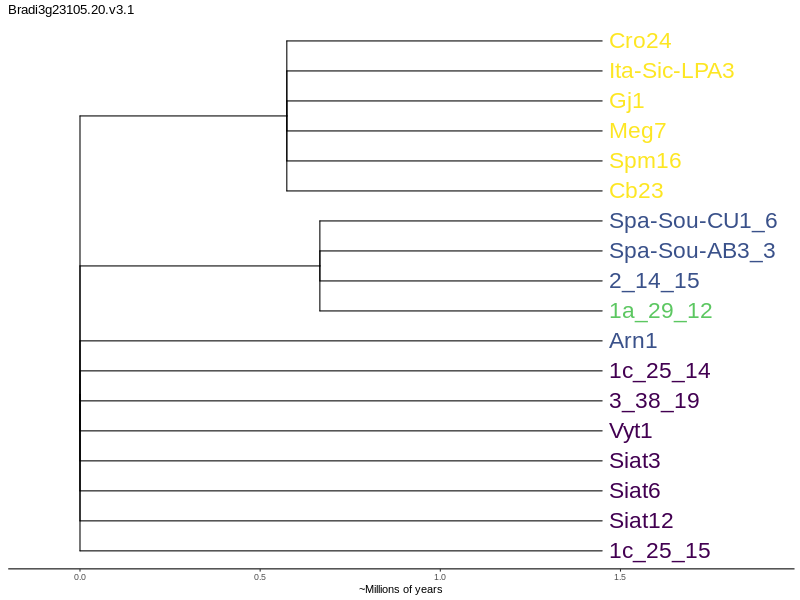 Bradi3g23105.20.v3.1
Cro24
Ita-Sic-LPA3
Gj1
Meg7
Spm16
Cb23
Spa-Sou-CU1_6
Spa-Sou-AB3_3
2_14_15
1a_29_12
Arn1
1c_25_14
3_38_19
Vyt1
Siat3
Siat6
Siat12
1c_25_15
0.0 0.5 1.0 1.5
~Millions of years